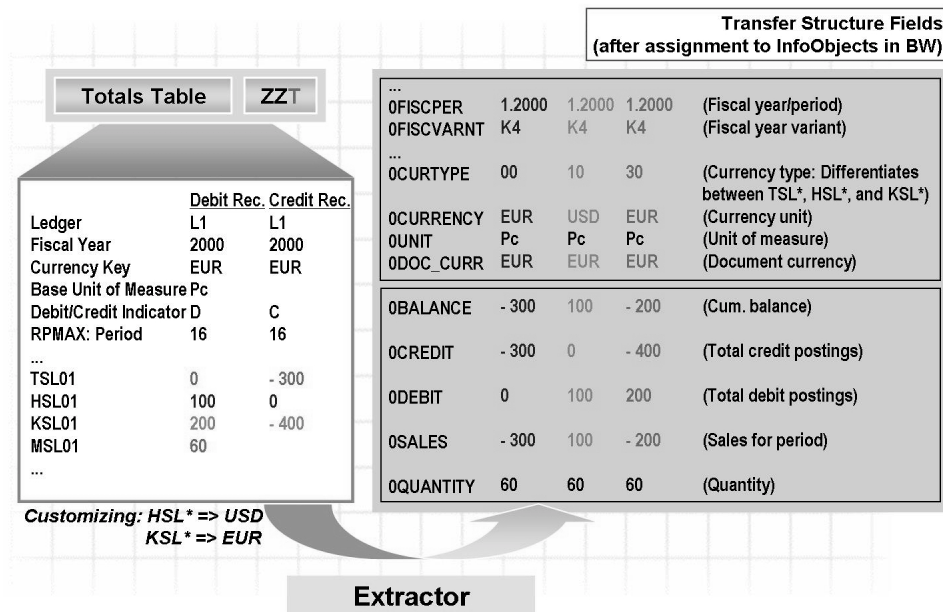 Transfer Structure Fields
(after assignment to InfoObjects in BW)
Totals Table ZZT
Debit Rec. Credit Rec.
Ledger L1 L1
Fiscal Year 2000 2000
Currency Key EUR EUR
Base Unit of Measure Pc
Debit/Credit Indicator D C
RPMAX: Period 16 16
...
TSL01 0 - 300
HSL01 100 0
KSL01 200 - 400
MSL01 60
...
Customizing: HSL* => USD
KSL* => EUR
...
0FISCPER 1.2000 1.2000 1.2000 (Fiscal year/period)
0FISCVARNT K4 K4 K4 (Fiscal year variant)
...
0CURTYPE 00 10 30 (Currency type: Differentiates
between TSL*, HSL*, and KSL*)
0CURRENCY EUR USD EUR (Currency unit)
0UNIT Pc Pc Pc (Unit of measure)
0DOC_CURR EUR EUR EUR (Document currency)
0BALANCE - 300 100 - 200 (Cum. balance)
0CREDIT - 300 0 - 400 (Total credit postings)
0DEBIT 0 100 200 (Total debit postings)
0SALES - 300 100 - 200 (Sales for period)
0QUANTITY 60 60 60 (Quantity)
Extractor